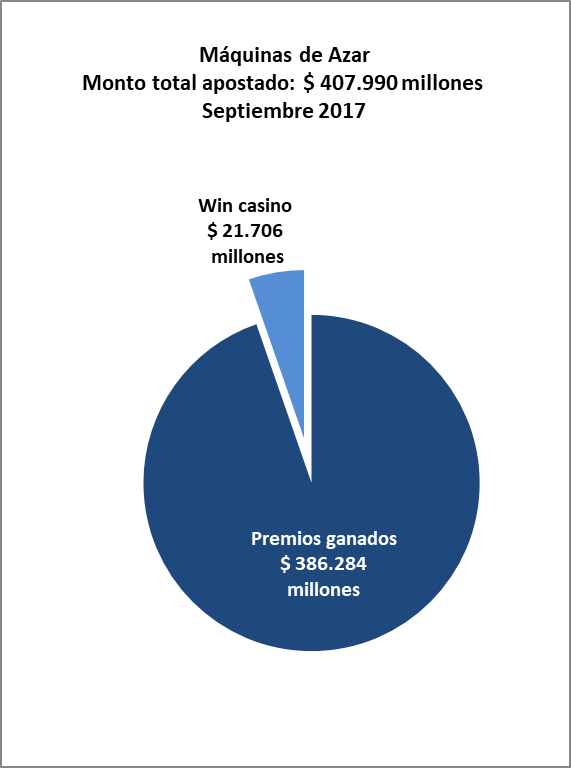 Máquinas de Azar
Monto total apostado: $ 407.990 millones
Septiembre 2017
Win casino
$ 21.706
millones
Premios ganados
$ 386.284
millones